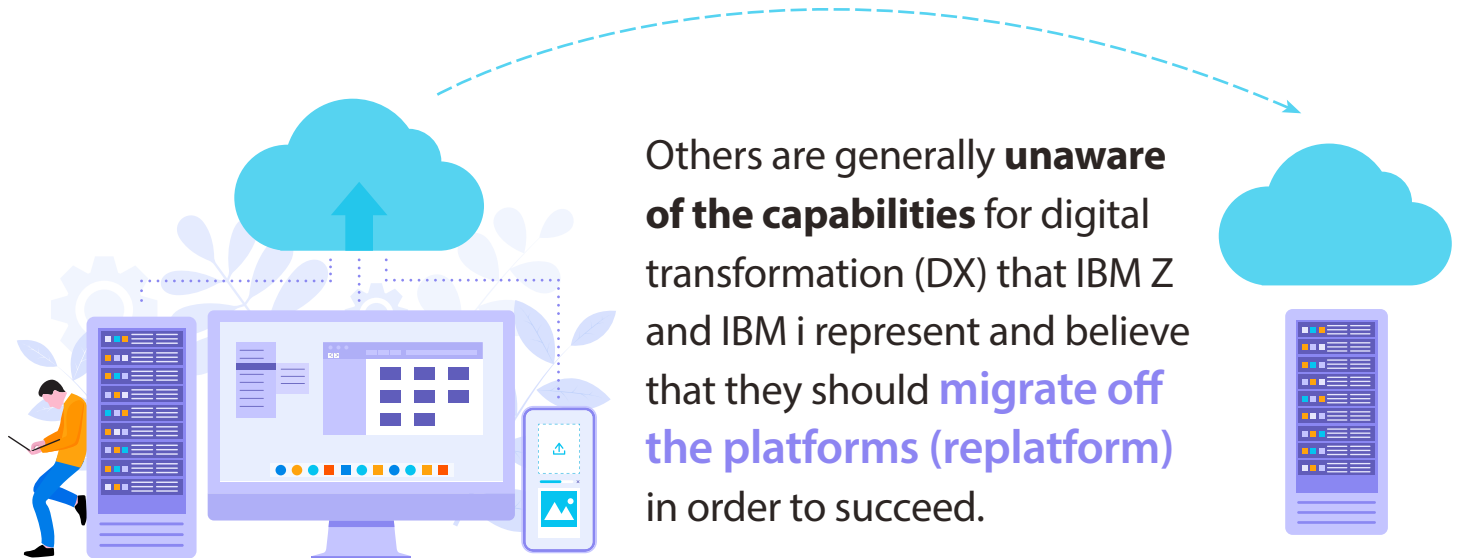 Others are generally unaware
of the capabilities for digital
transformation (DX) that IBM Z
and IBM i represent and believe
that they should migrate off
the platforms (replatform)
in order to succeed.